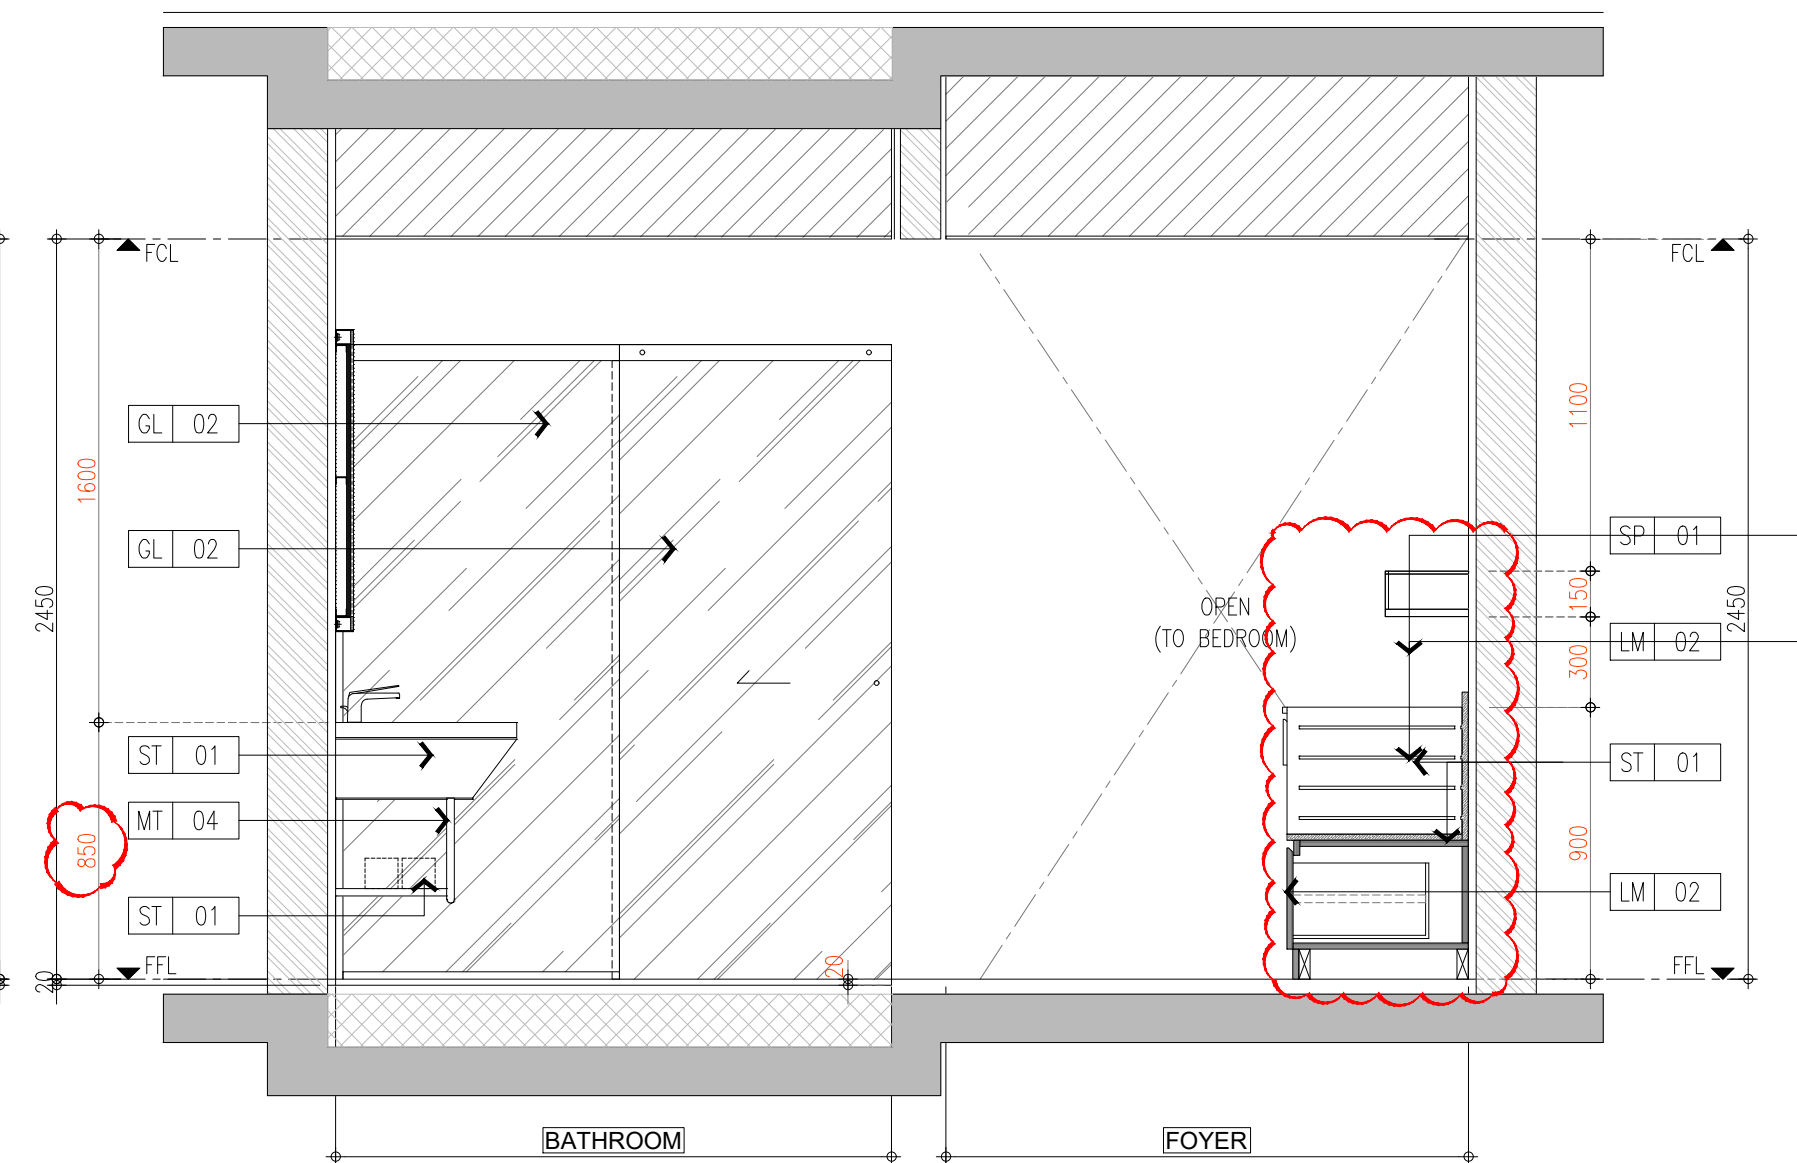 FCL
FCL
1100
GL 02
1600
SP 01
GL 02
150
2450
OPEN
2450
(TO BEDROOM)
LM 02
300
ST 01
ST 01
MT 04
850
900
LM 02
ST 01
FFL
20
20
FFL
BATHROOM
FOYER